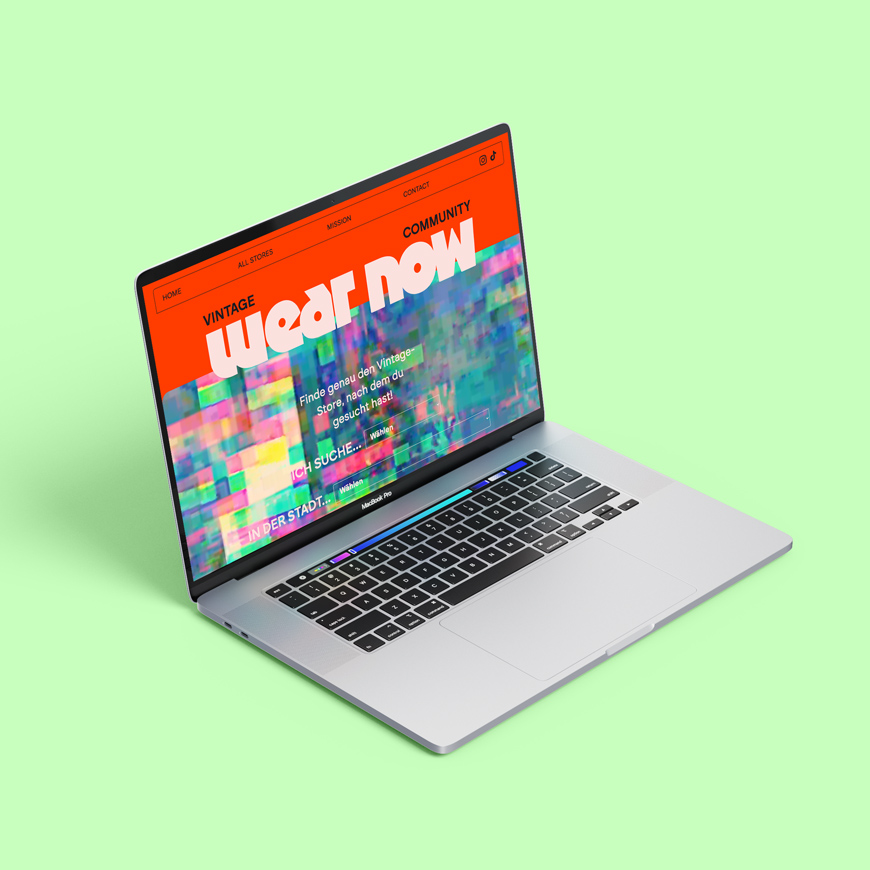 HOME
ALL STORES
MISSION
CONTACT
VINTAGE
COMMUNITY
wear now
Finde genau den Vintage-
Store, nach dem du
gesucht hast!
ICH SUCHE... Wählen
IN DER STADT... Wählen
MacBook Pro